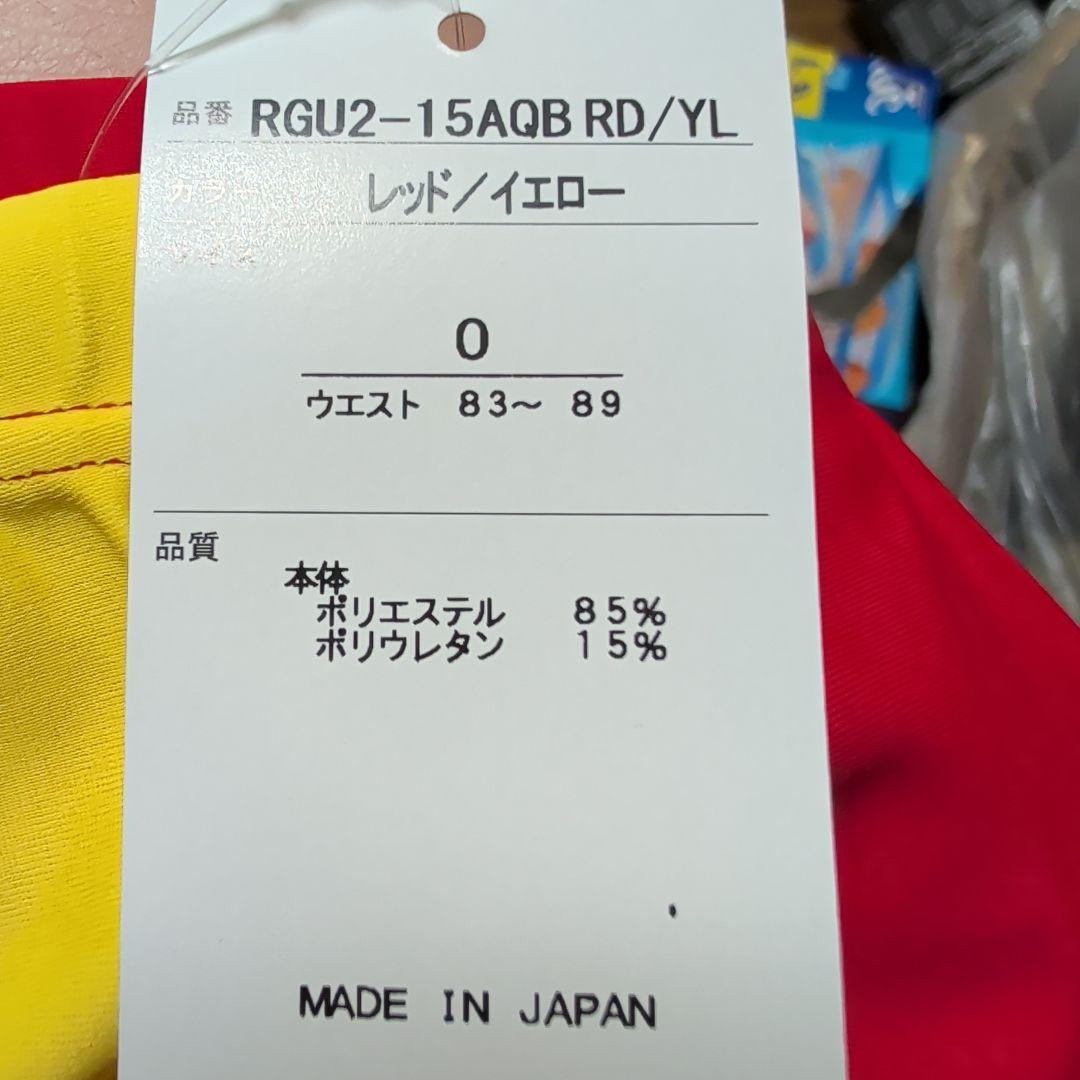 品番 RGU2-15AQB RD/YL
カラー レッド/イエロー
サイズ
0
ウエスト 83〜 89
品質
本体
ポリエステル 85%
ポリウレタン 15%
MADE IN JAPAN